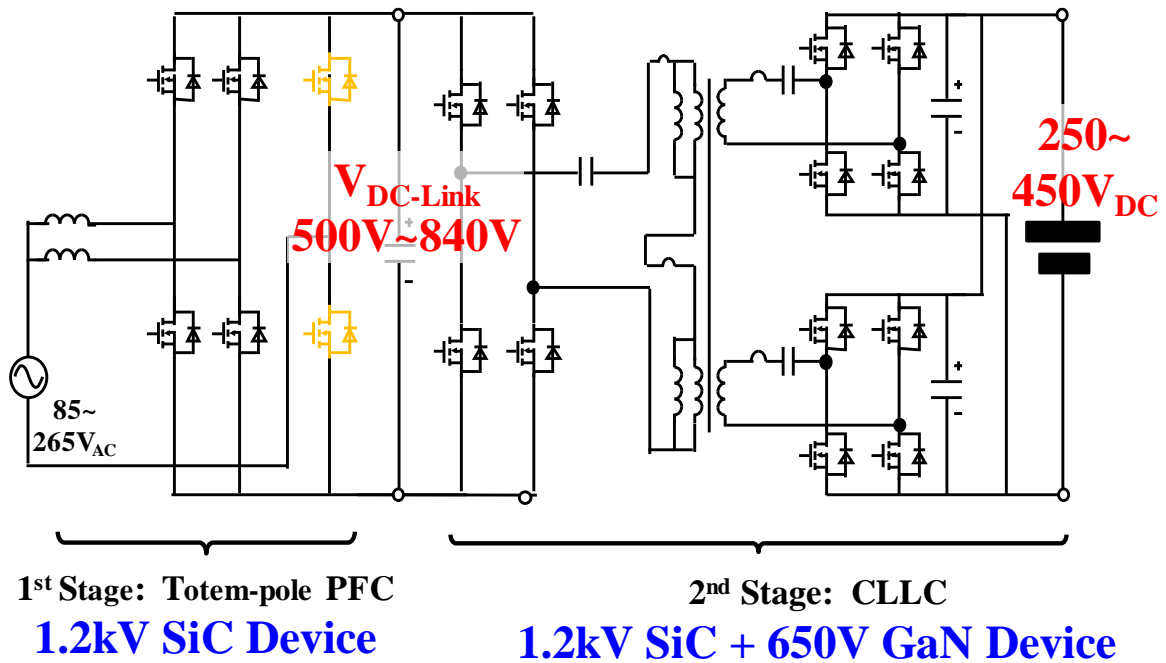 V_DC-Link
500V~840V
250~
450V_DC
+
-
+
-
+
-
85~
265V_AC
1st Stage: Totem-pole PFC
1.2kV SiC Device
2nd Stage: CLLC
1.2kV SiC + 650V GaN Device